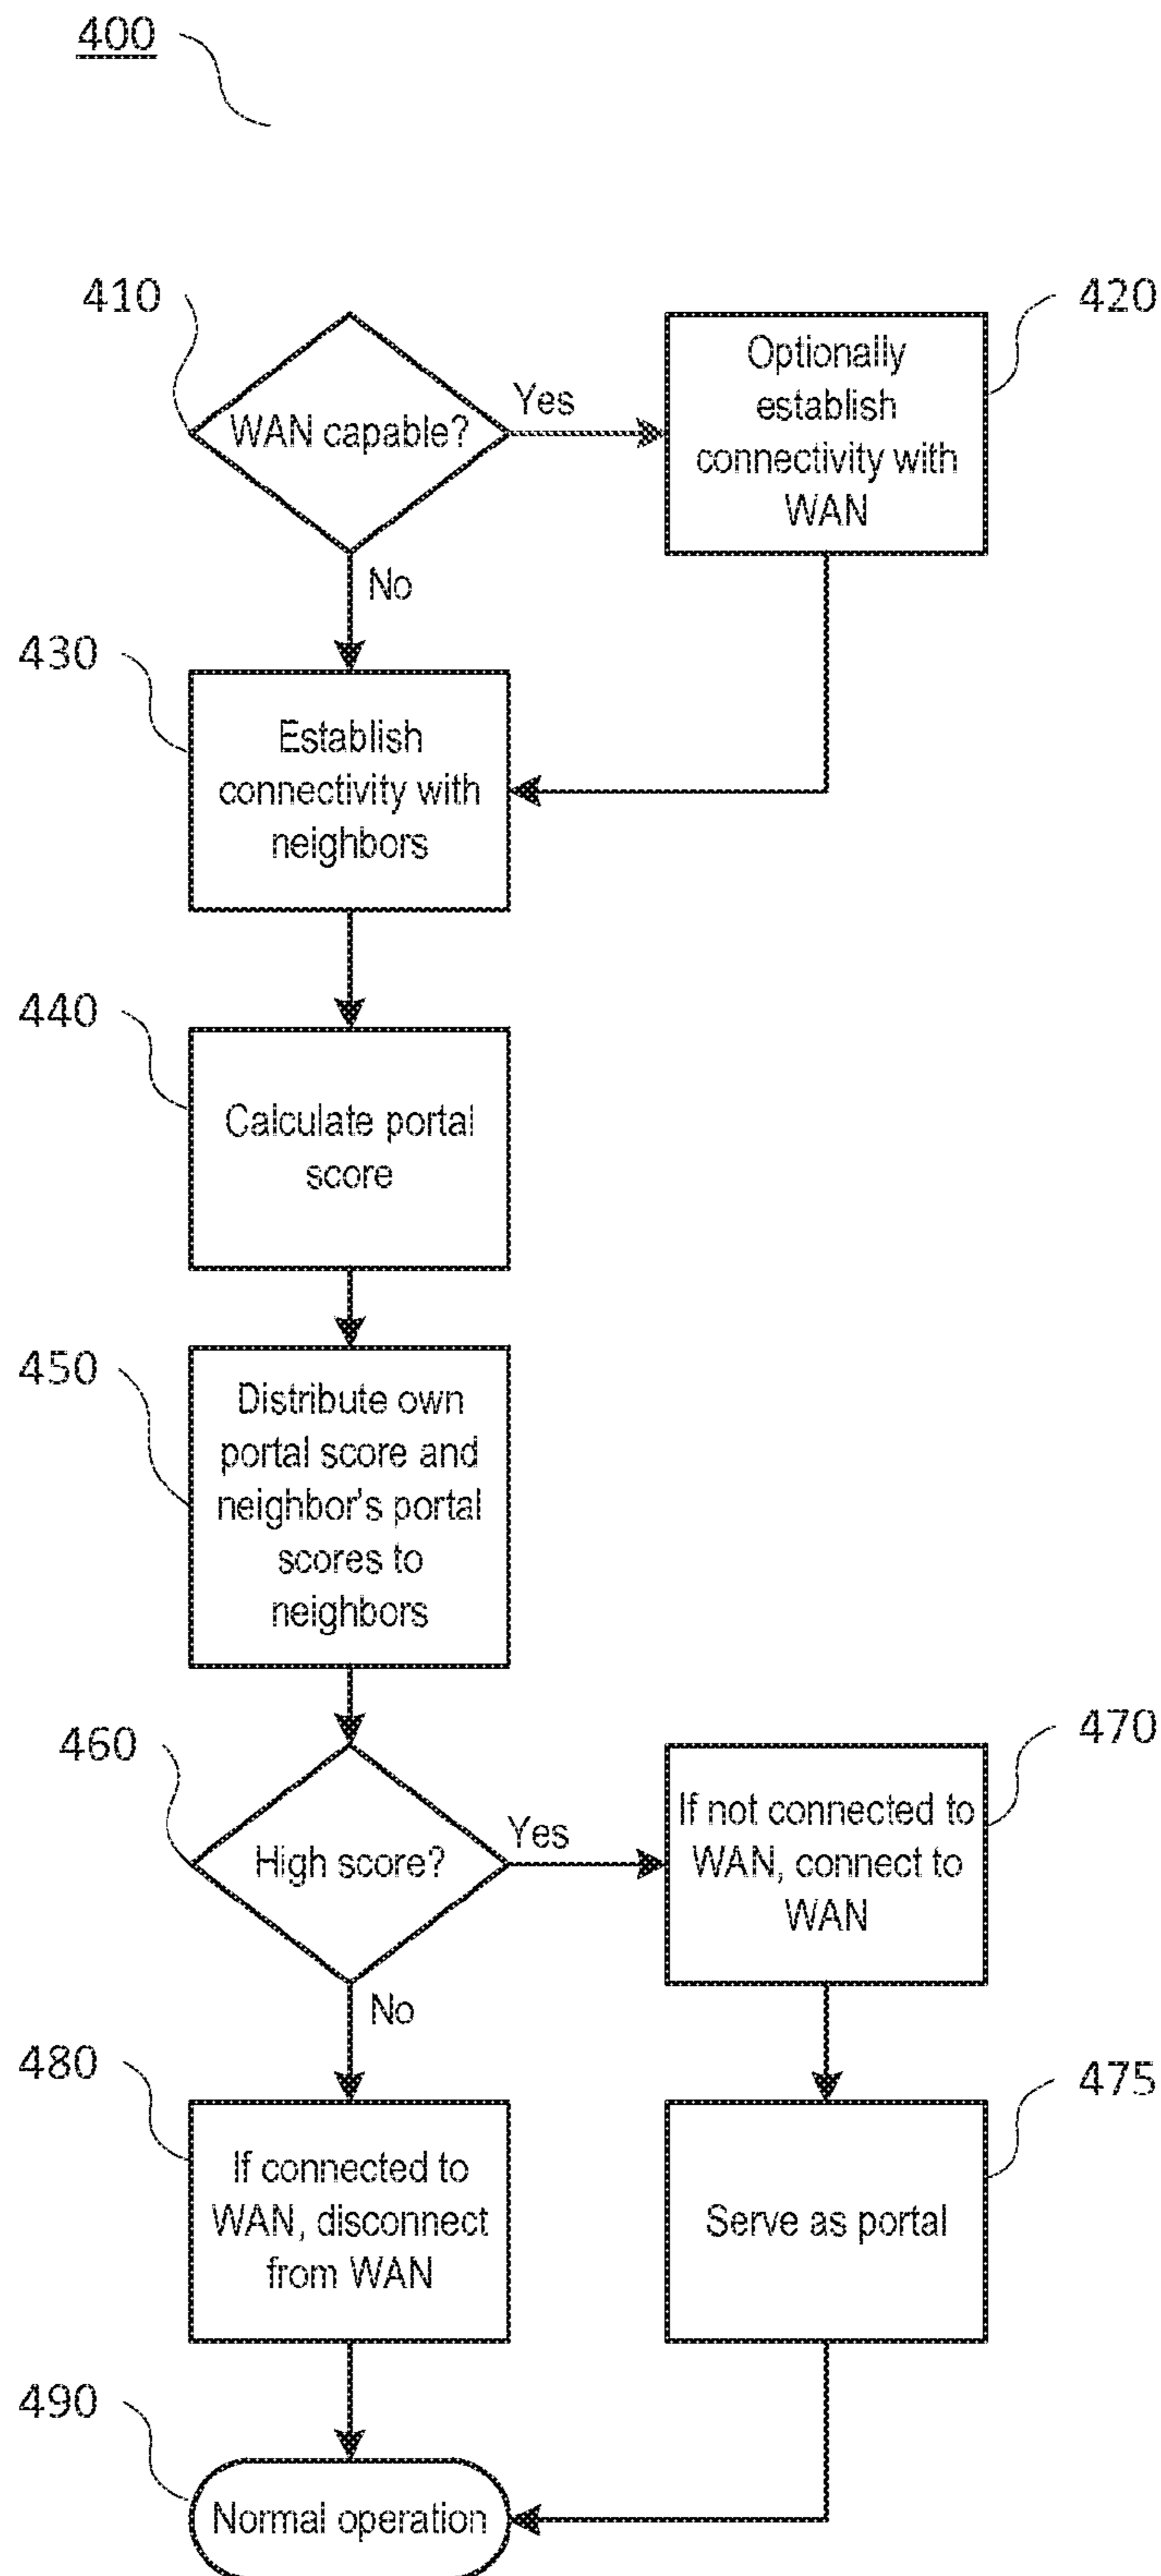 400
410
WAN capable?
Yes
420
Optionally
establish
connectivity with
WAN
No
430
Establish
connectivity with
neighbors
440
Calculate portal
score
450
Distribute own
portal score and
neighbor's portal
scores to
neighbors
460
High score?
Yes
470
If not connected to
WAN, connect to
WAN
No
480
If connected to
WAN, disconnect
from WAN
475
Serve as portal
490
Normal operation